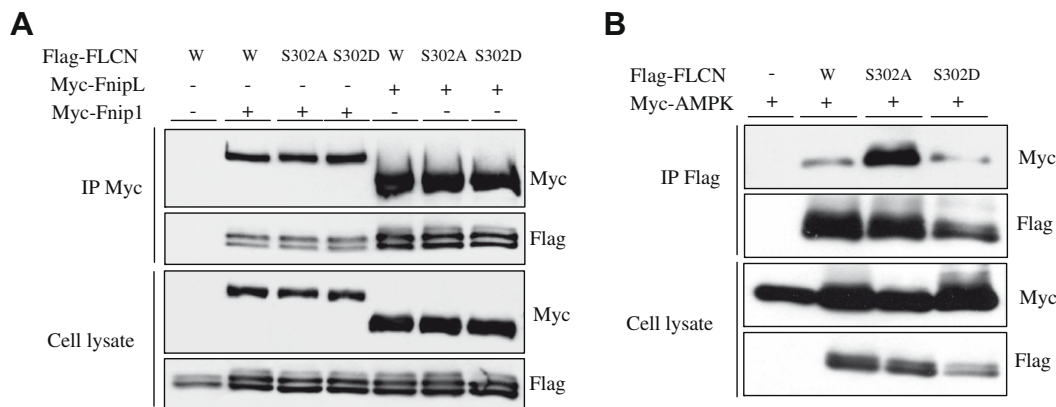 A
Flag-FLCN W W S302A S302D W S302A S302D
Myc-FnipL - - - - + + +
Myc-Fnip1 - + + + - - -
IP Myc
Myc
Flag
Cell lysate
Myc
Flag
B
Flag-FLCN - W S302A S302D
Myc-AMPK + + + +
IP Flag
Myc
Flag
Cell lysate
Myc
Flag